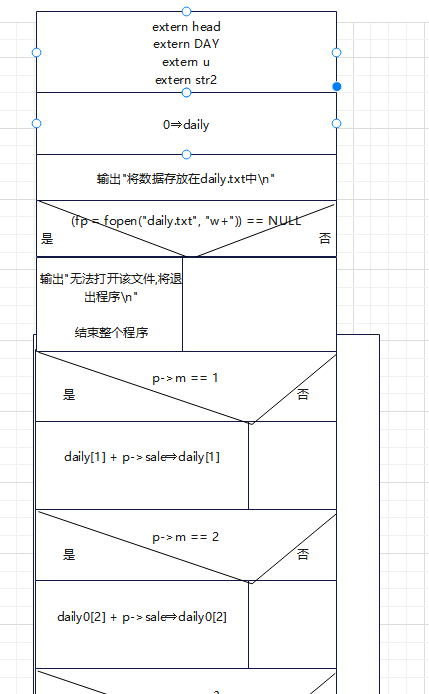 extern head
extern DAY
extern u
extern str2
0⇒daily
输出"将数据存放在daily.txt中\n"
(fp = fopen("daily.txt", "w+")) == NULL
是
否
输出"无法打开该文件,将退
出程序\n"
结束整个程序
p->m == 1
是
否
daily[1] + p->sale⇒daily[1]
p->m == 2
是
否
daily0[2] + p->sale⇒daily0[2]